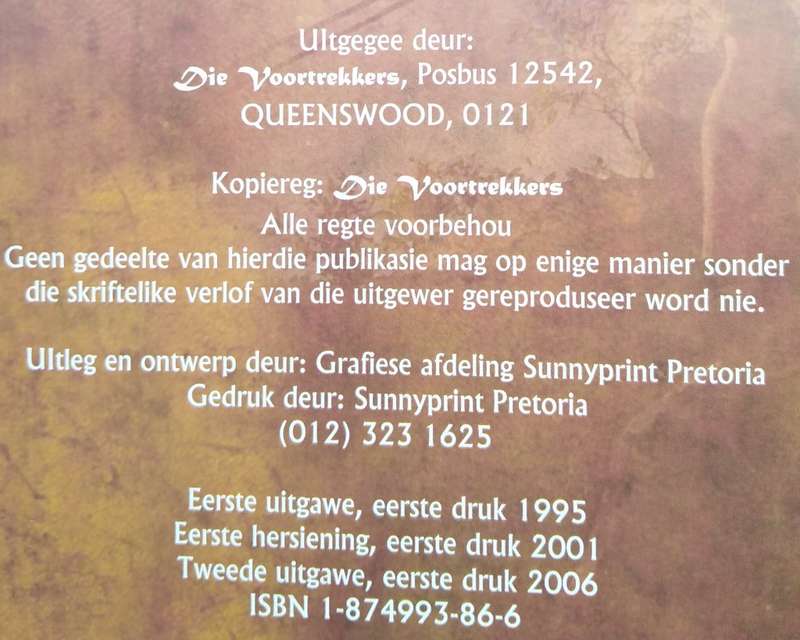 UItgegee deur:
Die Voortrekkers, Posbus 12542,
QUEENSWOOD, 0121
Kopiereg: Die Voortrekkers
Alle regte voorbehou
Geen gedeelte van hierdie publikasie mag op enige manier sonder
die skriftelike verlof van die uitgewer gereproduseer word nie.
UItleg en ontwerp deur: Grafiese afdeling Sunnyprint Pretoria
Gedruk deur: Sunnyprint Pretoria
(012) 323 1625
Eerste uitgawe, eerste druk 1995
Eerste hersiening, eerste druk 2001
Tweede uitgawe, eerste druk 2006
ISBN 1-874993-86-6